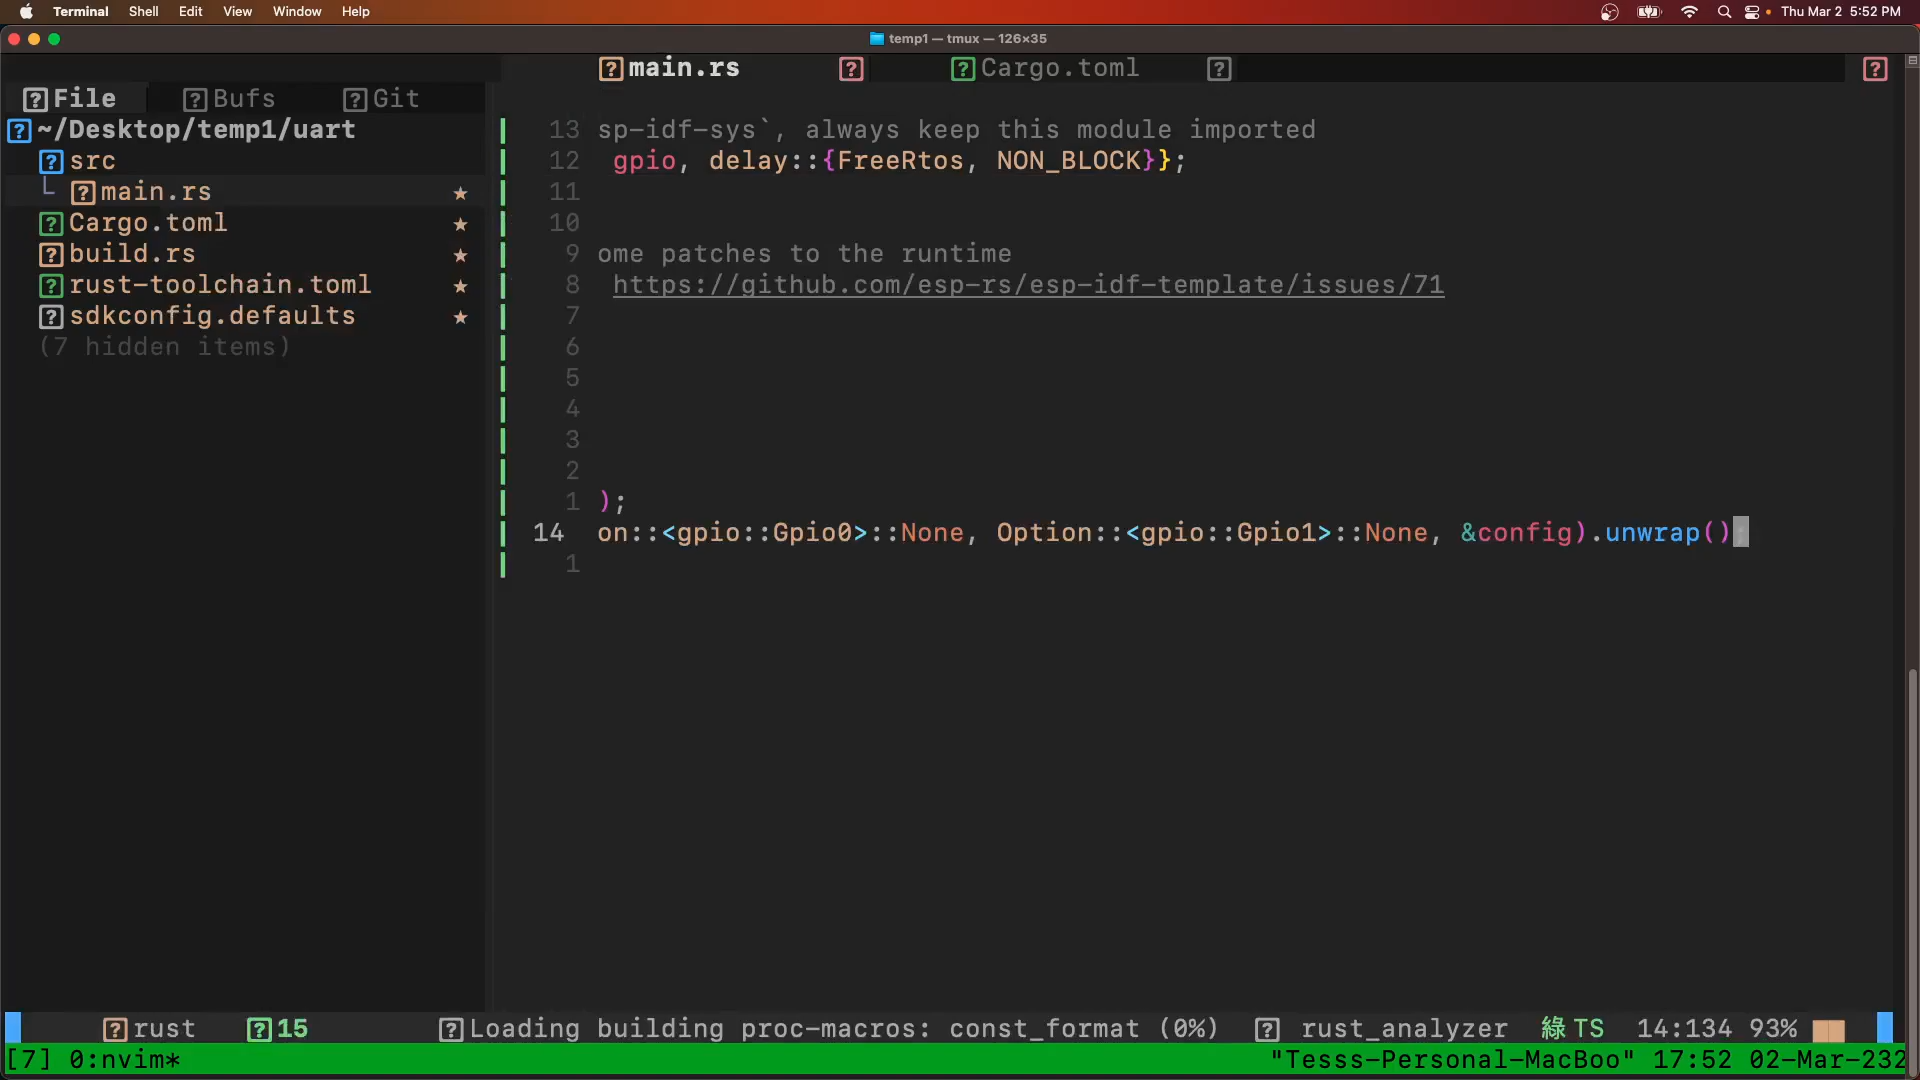 Terminal Shell Edit View Window Help Thu Mar 2 5:52 PM
temp1 — tmux — 126×35
main.rs Cargo.toml
File Bufs Git
~/Desktop/temp1/uart
src
main.rs ★
Cargo.toml ★
build.rs ★
rust-toolchain.toml ★
sdkconfig.defaults ★
(7 hidden items)
13 sp-idf-sys`, always keep this module imported
12 gpio, delay::{FreeRtos, NON_BLOCK}};
11
10
9 ome patches to the runtime
8 https://github.com/esp-rs/esp-idf-template/issues/71
7
6
5
4
3
2
1 );
14 on::<gpio::Gpio0>::None, Option::<gpio::Gpio1>::None, &config).unwrap();
1
rust 15 Loading building proc-macros: const_format (0%) rust_analyzer 綠 TS 14:134 93%
[7] 0:nvim* "Tesss-Personal-MacBoo" 17:52 02-Mar-232